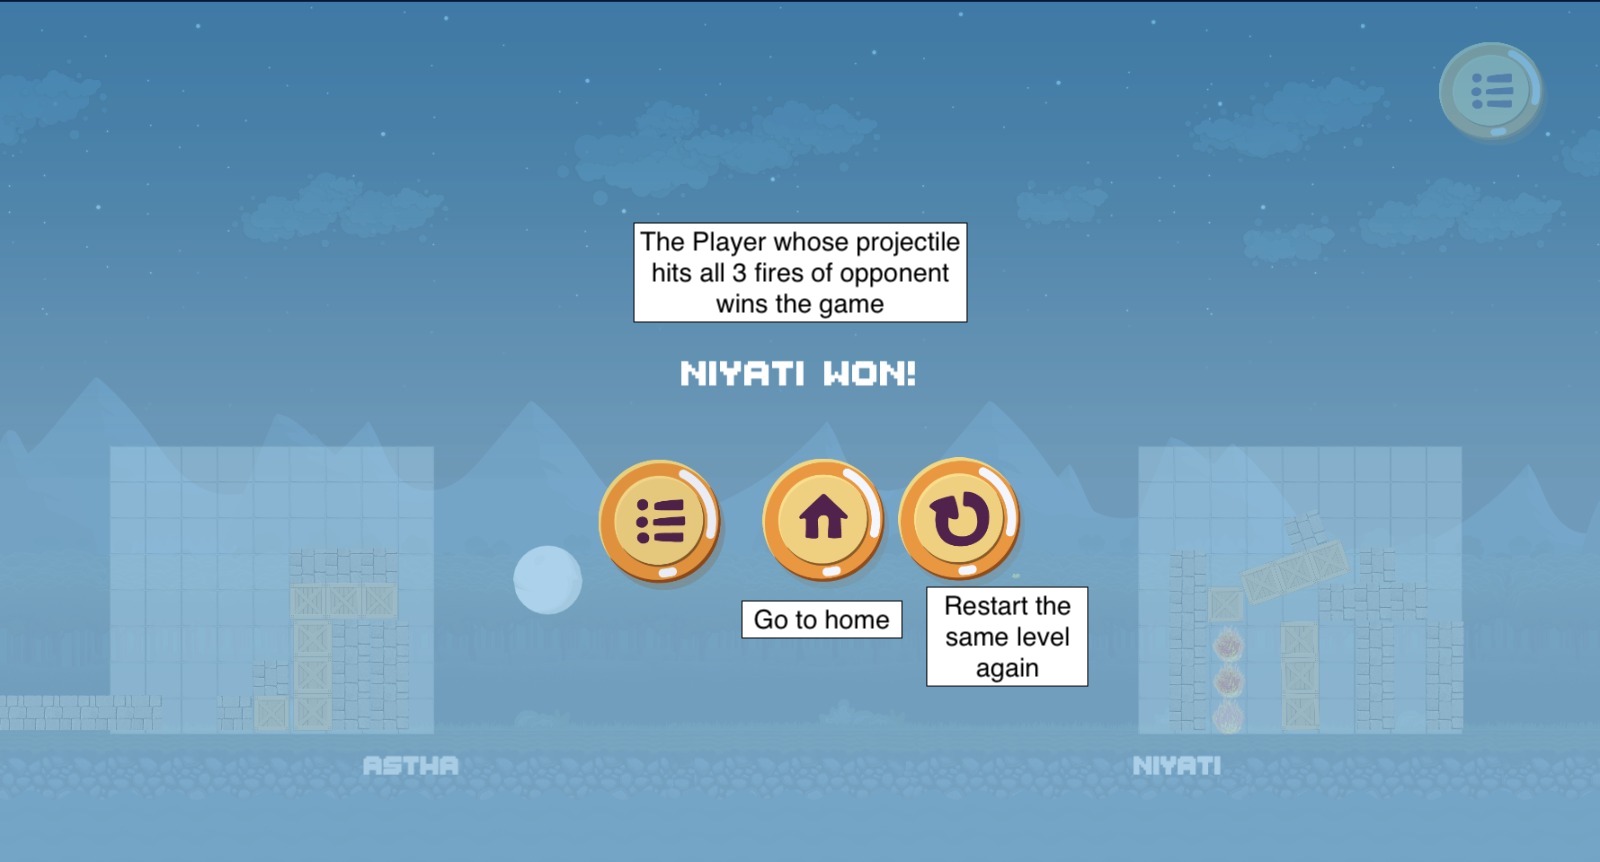 The Player whose projectile
hits all 3 fires of opponent
wins the game
NIYATI WON!
Go to home
Restart the
same level
again
ASTHA
NIYATI